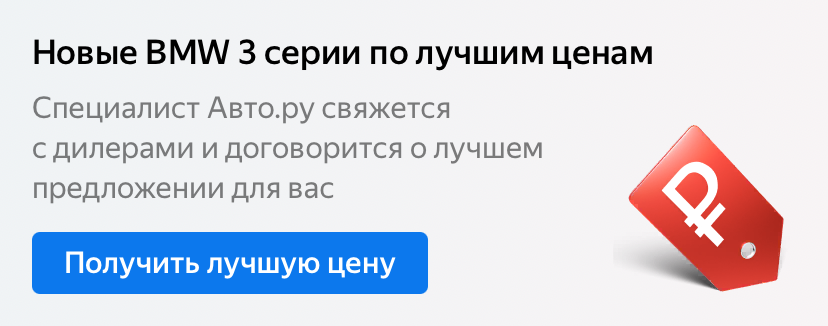 Новые BMW 3 серии по лучшим ценам
Специалист Авто.ру свяжется
с дилерами и договорится о лучшем
предложении для вас
Получить лучшую цену
₽